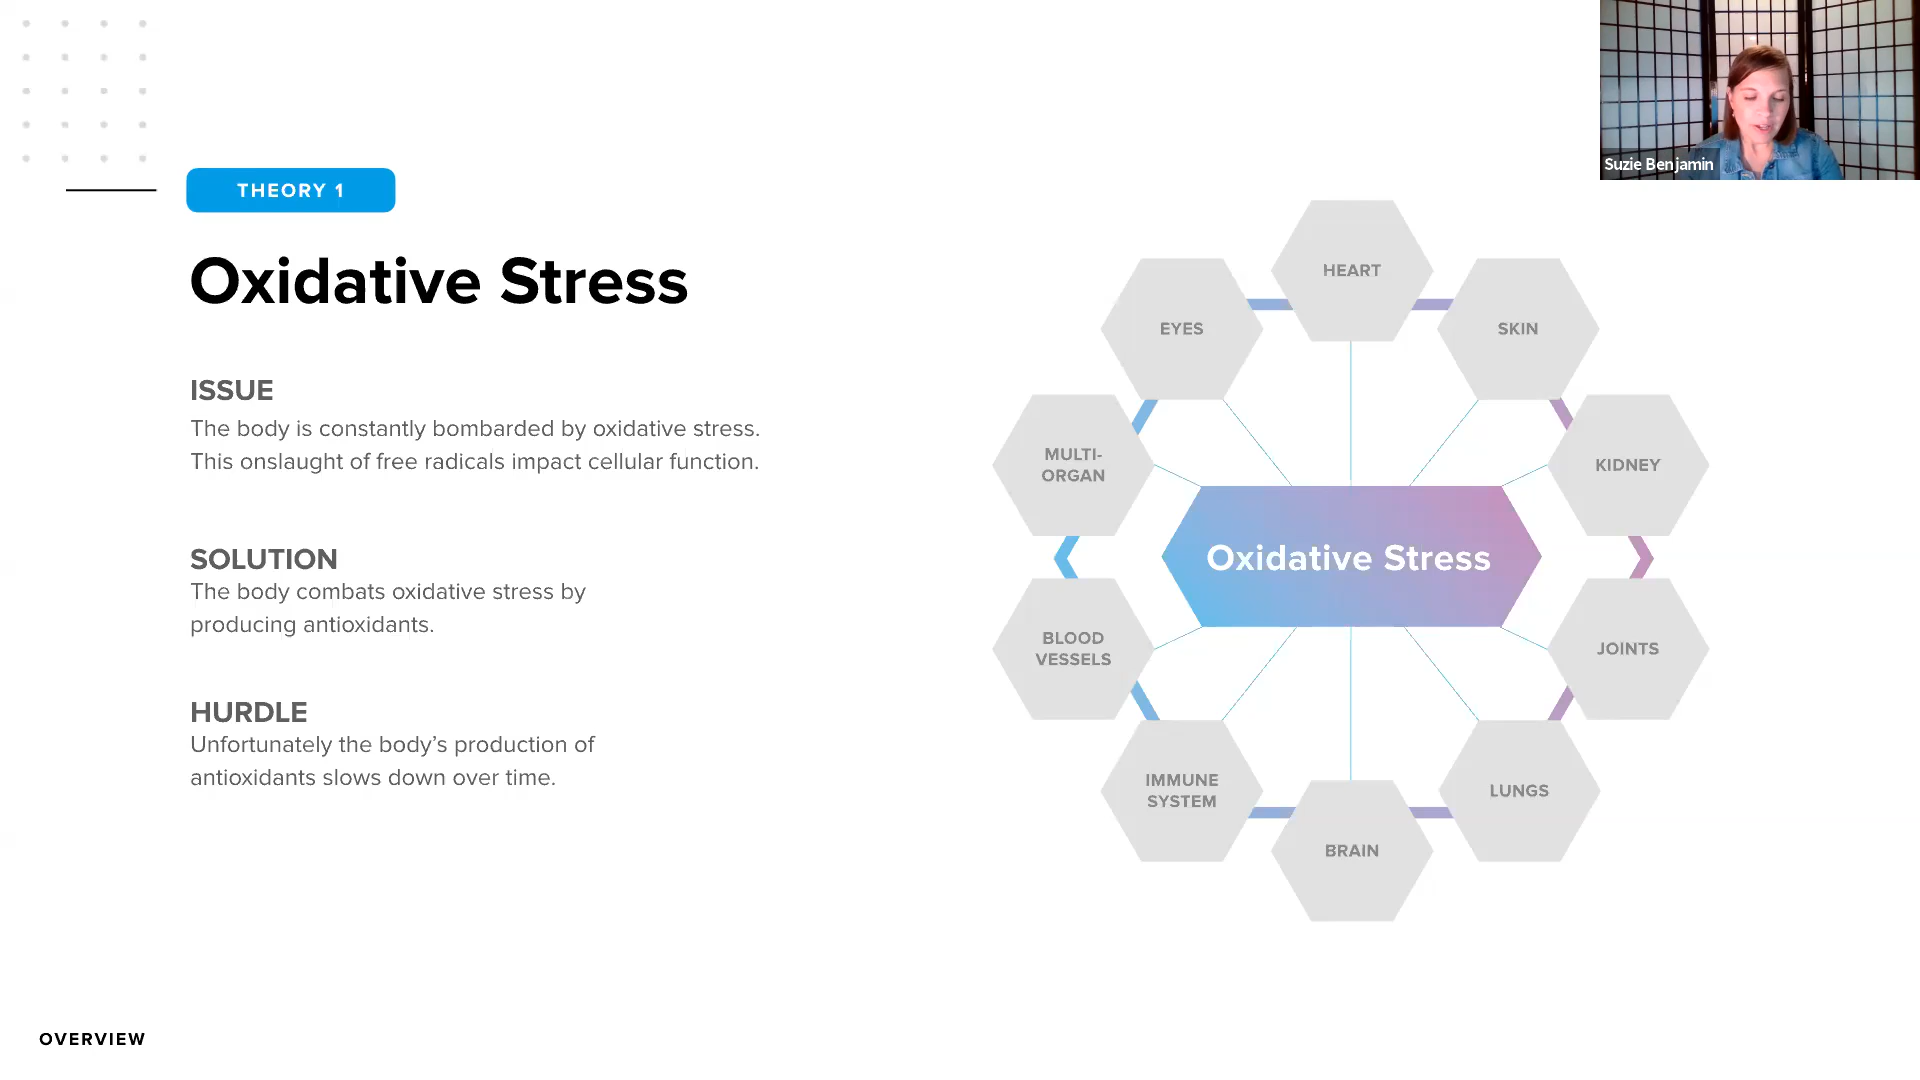 Suzie Benjamin
THEORY 1
Oxidative Stress
ISSUE
The body is constantly bombarded by oxidative stress.
This onslaught of free radicals impact cellular function.
SOLUTION
The body combats oxidative stress by
producing antioxidants.
HURDLE
Unfortunately the body’s production of
antioxidants slows down over time.
HEART
EYES
SKIN
MULTI-
ORGAN
KIDNEY
Oxidative Stress
BLOOD
VESSELS
JOINTS
IMMUNE
SYSTEM
LUNGS
BRAIN
OVERVIEW